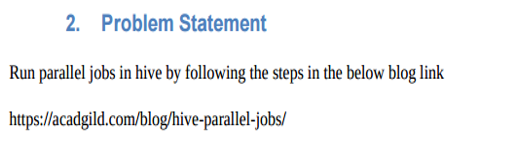 2. Problem Statement
Run parallel jobs in hive by following the steps in the below blog link
https://acadgild.com/blog/hive-parallel-jobs/